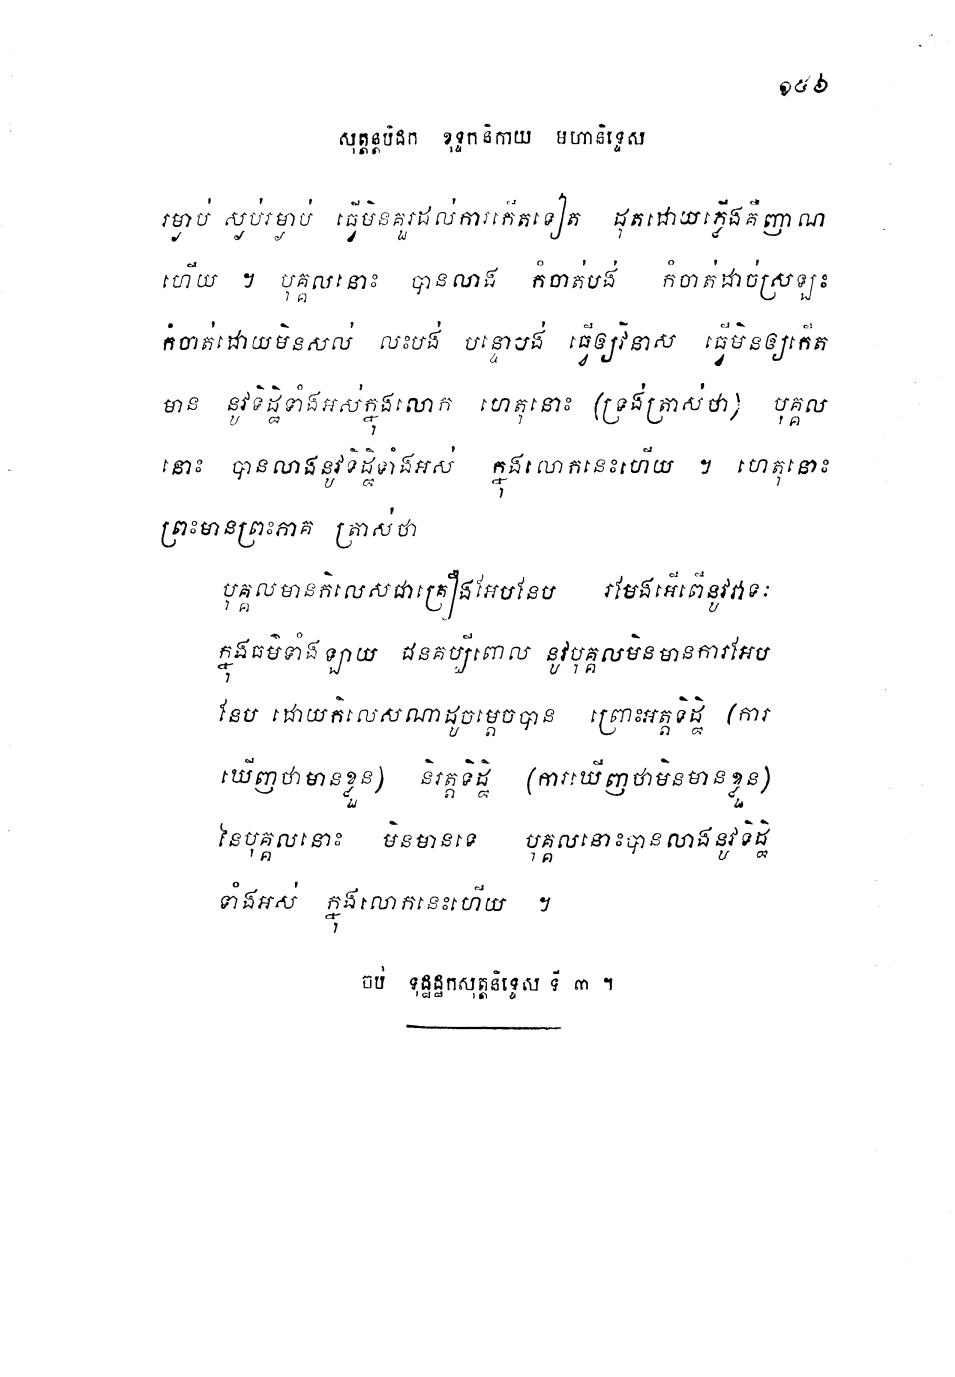 ១៤៦
សុត្តន្តបិដក ខុទ្ទកនិកាយ មហានិទ្ទេស
រម្ងាប់ ស្ងប់រម្ងាប់ ធ្វើមិនគួរដល់ការកើតទៀត ដុតដោយភ្លើងគឺញាណ
ហើយ ។ បុគ្គលនោះ បានលាង កំចាត់បង់ កំចាត់ដាច់ស្រឡះ
កំចាត់ដោយមិនសល់ លះបង់ បន្ទោបង់ ធ្វើឲ្យវិនាស ធ្វើមិនឲ្យកើត
មាន នូវទិដ្ឋិទាំងអស់ក្នុងលោក ហេតុនោះ (ទ្រង់ត្រាស់ថា) បុគ្គល
នោះ បានលាងនូវទិដ្ឋិទាំងអស់ ក្នុងលោកនេះហើយ ។ ហេតុនោះ
ព្រះមានព្រះភាគ ត្រាស់ថា
បុគ្គលមានកិលេសជាគ្រឿងអែបនែប រមែងអើពើនូវវាទៈ
ក្នុងធម៌ទាំងឡាយ ជនគប្បីពោល នូវបុគ្គលមិនមានការអែប
នែប ដោយកិលេសណាដូចម្តេចបាន ព្រោះអត្តទិដ្ឋិ (ការ
ឃើញថាមានខ្លួន) និរត្តទិដ្ឋិ (ការឃើញថាមិនមានខ្លួន)
នៃបុគ្គលនោះ មិនមានទេ បុគ្គលនោះបានលាងនូវទិដ្ឋិ
ទាំងអស់ ក្នុងលោកនេះហើយ ។
ចប់ ទុដ្ឋដ្ឋកសុត្តនិទ្ទេស ទី ៣ ។